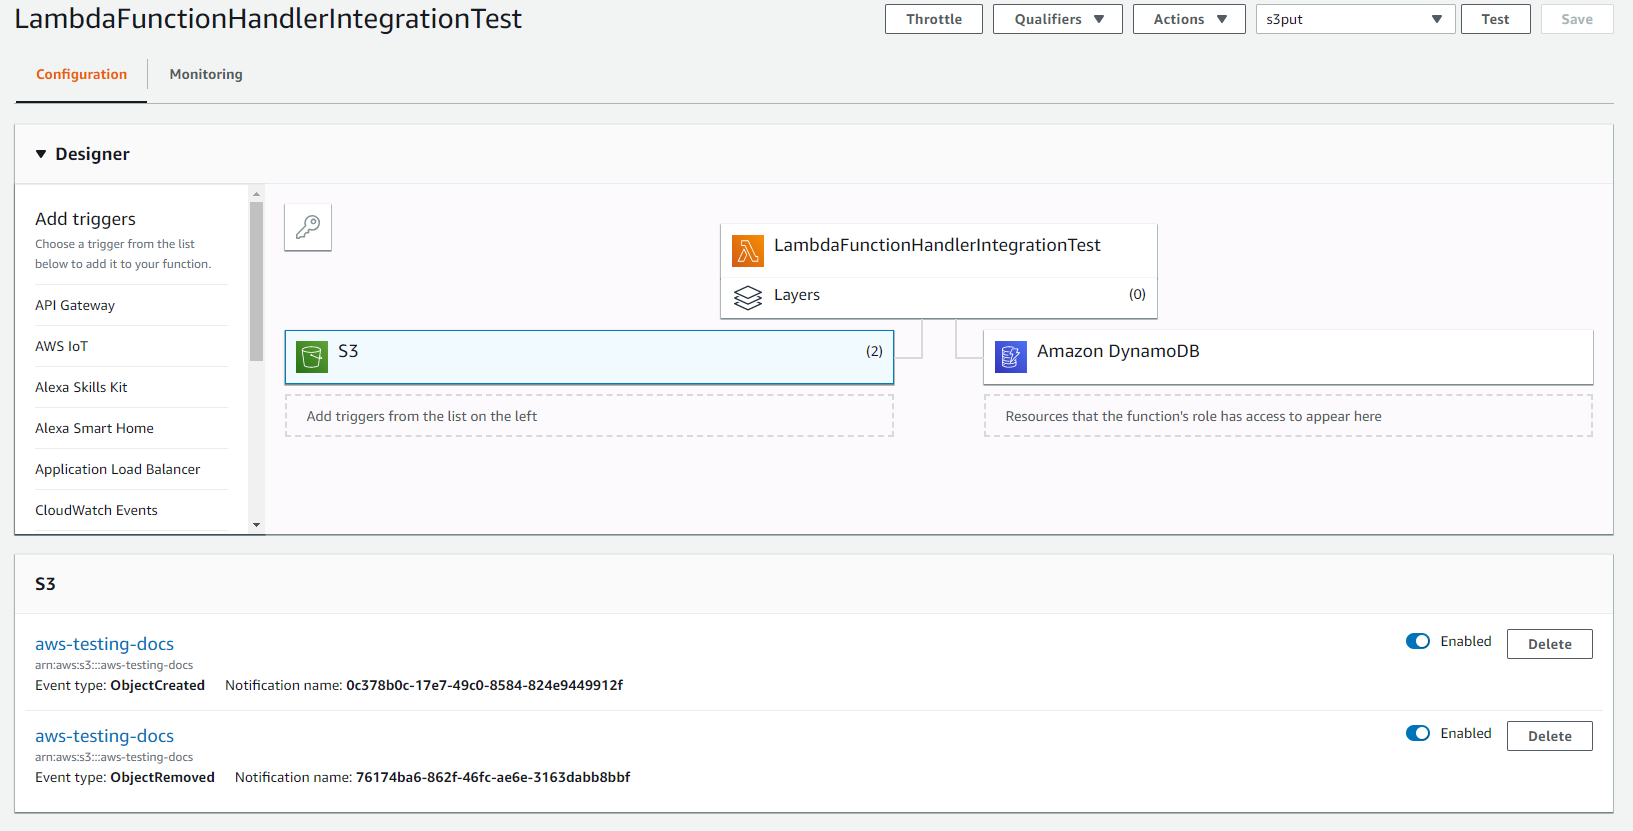 LambdaFunctionHandlerIntegrationTest
Throttle
Qualifiers
Actions
s3put
Test
Save
Configuration
Monitoring
Designer
Add triggers
Choose a trigger from the list
below to add it to your function.
API Gateway
AWS IoT
Alexa Skills Kit
Alexa Smart Home
Application Load Balancer
CloudWatch Events
LambdaFunctionHandlerIntegrationTest
Layers (0)
S3 (2)
Add triggers from the list on the left
Amazon DynamoDB
Resources that the function's role has access to appear here
S3
aws-testing-docs
arn:aws:s3:::aws-testing-docs
Event type: ObjectCreated Notification name: 0c378b0c-17e7-49c0-8584-824e9449912f
Enabled
Delete
aws-testing-docs
arn:aws:s3:::aws-testing-docs
Event type: ObjectRemoved Notification name: 76174ba6-862f-46fc-ae6e-3163dabb8bbf
Enabled
Delete